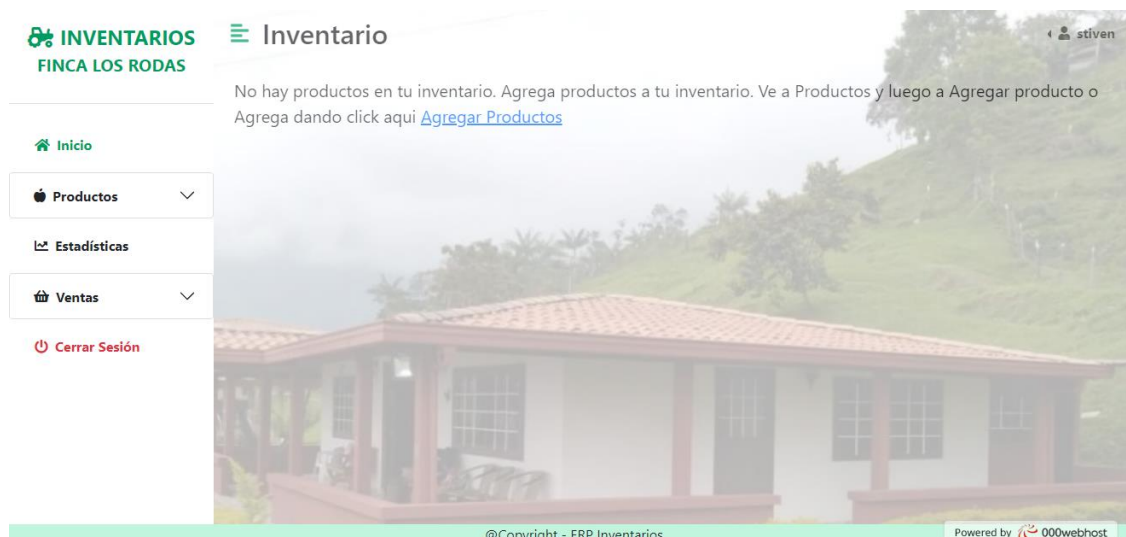 INVENTARIOS
FINCA LOS RODAS
Inventario
stiven
No hay productos en tu inventario. Agrega productos a tu inventario. Ve a Productos y luego a Agregar producto o
Agrega dando click aqui Agregar Productos
Inicio
Productos
Estadísticas
Ventas
Cerrar Sesión
@Copyright - ERP Inventarios
Powered by 000webhost